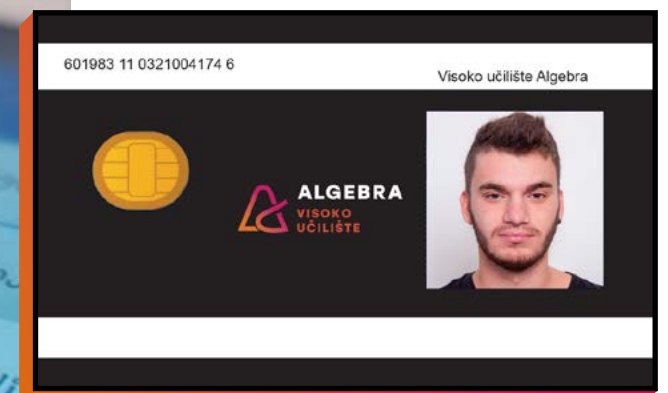 601983 11 0321004174 6
Visoko učilište Algebra
ALGEBRA
VISOKO
UČILIŠTE